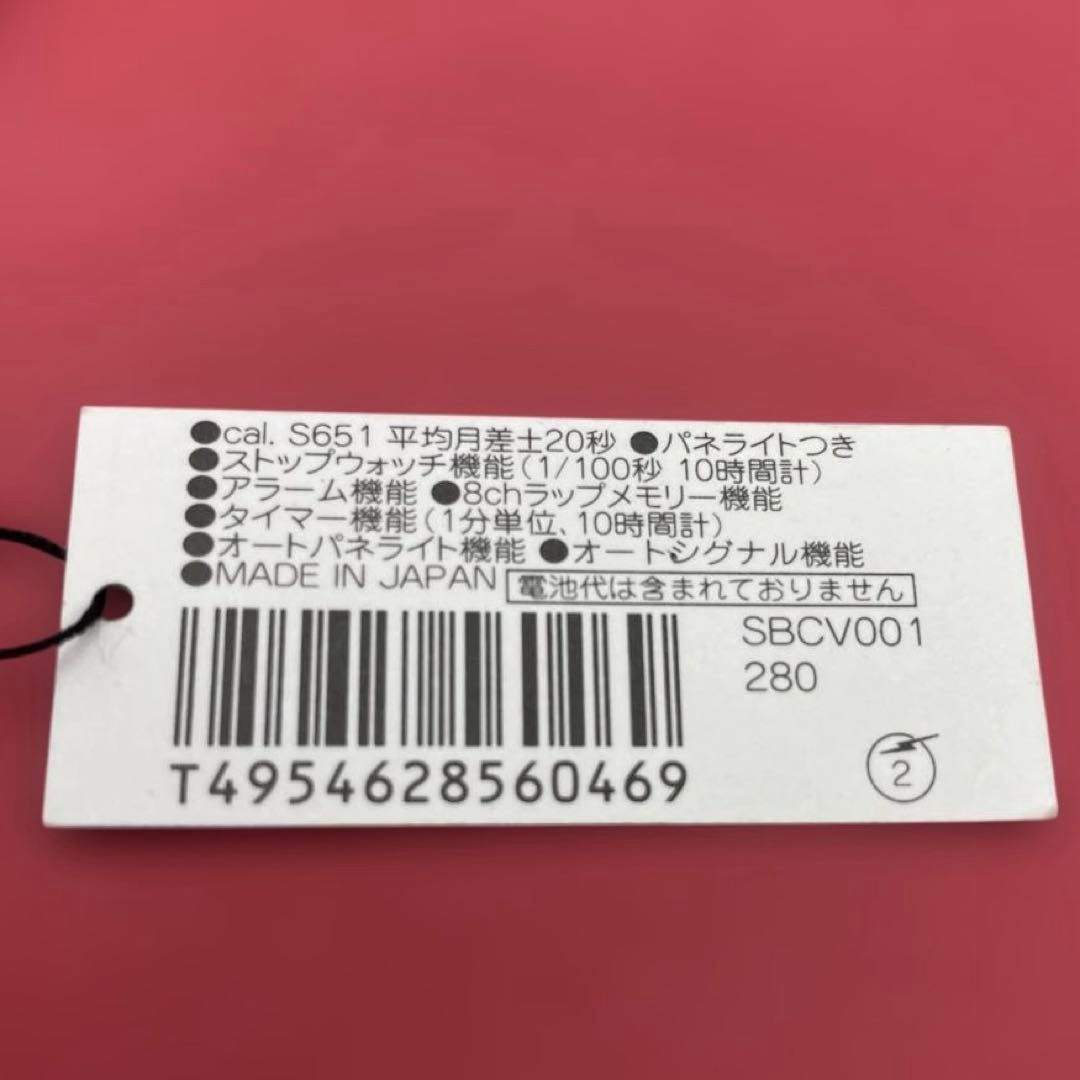 ●cal. S651 平均月差±20秒 ●パネライトつき
●ストップウォッチ機能(1/100秒 10時間計)
●アラーム機能 ●8chラップメモリー機能
●タイマー機能(1分単位、10時間計)
●オートパネライト機能 ●オートシグナル機能
●MADE IN JAPAN 電池代は含まれておりません
SBCV001
280
2
T4954628560469